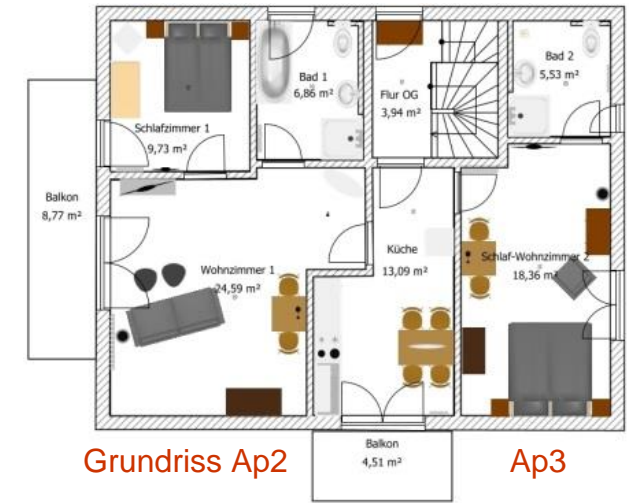 Bad 1
6,86 m²
Flur OG
3,94 m²
Bad 2
5,53 m²
Schlafzimmer 1
9,73 m²
Balkon
8,77 m²
Wohnzimmer 1
24,59 m²
Küche
13,09 m²
Schlaf-Wohnzimmer 2
18,36 m²
Balkon
4,51 m²
Grundriss Ap2
Ap3